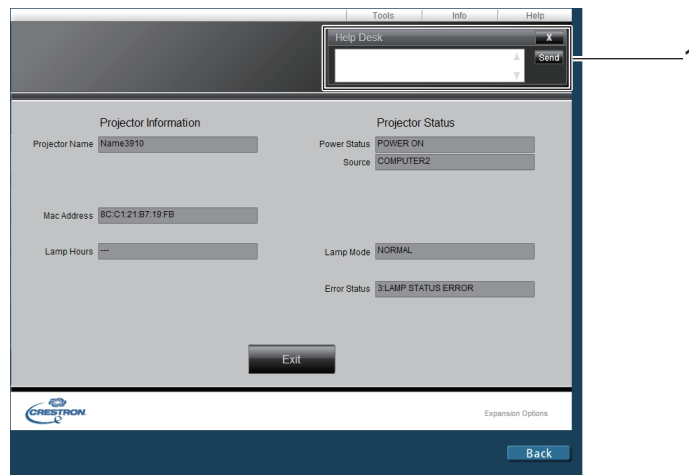 Tools Info Help
Help Desk X
Send
1
Projector Information Projector Status
Projector Name Name3910 Power Status POWER ON
Source COMPUTER2
Mac Address 8C:C1:21:B7:19:FB
Lamp Hours --- Lamp Mode NORMAL
Error Status 3:LAMP STATUS ERROR
Exit
CRESTRON Expansion Options
Back